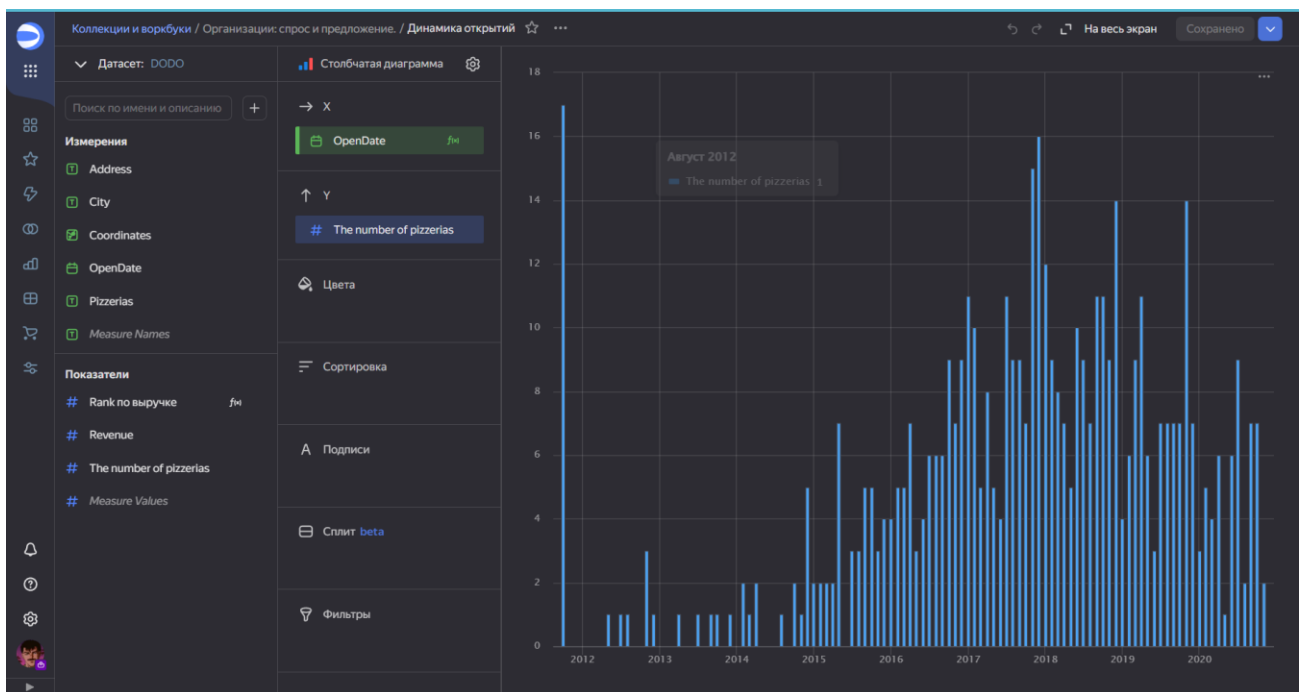 Коллекции и воркбуки / Организации: спрос и предложение. / Динамика открытий
На весь экран
Сохранено
Датасет: DODO
Поиск по имени и описанию
Измерения
Address
City
Coordinates
OpenDate
Pizzerias
Measure Names
Показатели
Rank по выручке
Revenue
The number of pizzerias
Measure Values
Столбчатая диаграмма
X
OpenDate
Y
The number of pizzerias
Цвета
Сортировка
Подписи
Сплит beta
Фильтры
18
16
14
12
10
8
6
4
2
0
Август 2012
The number of pizzerias 1
2012 2013 2014 2015 2016 2017 2018 2019 2020